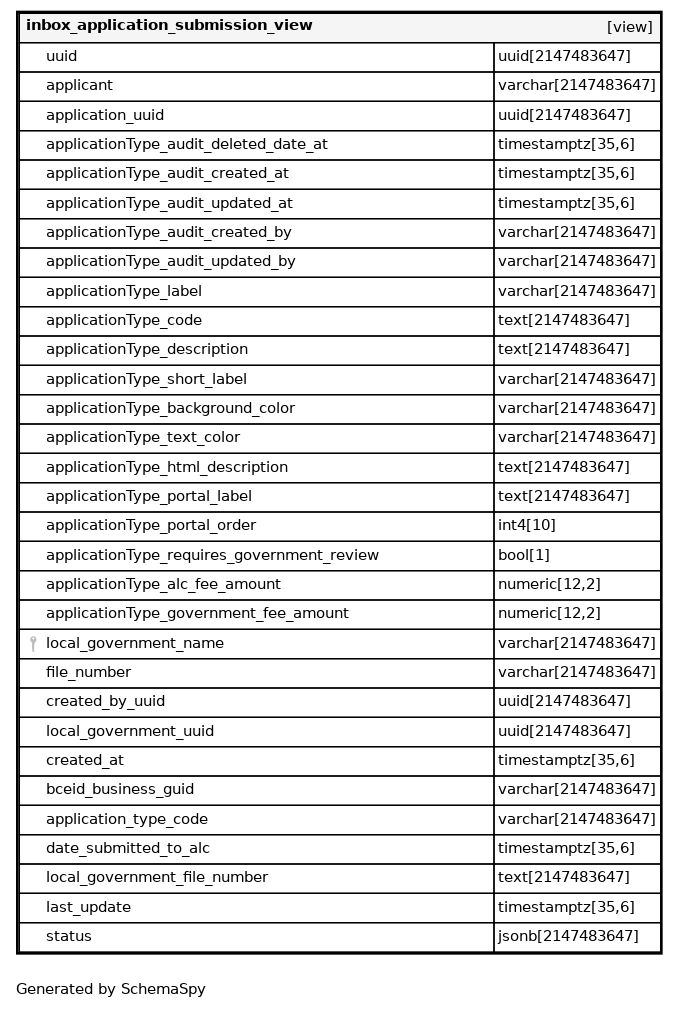 inbox_application_submission_view [view]
uuid uuid[2147483647]
applicant varchar[2147483647]
application_uuid uuid[2147483647]
applicationType_audit_deleted_date_at timestamptz[35,6]
applicationType_audit_created_at timestamptz[35,6]
applicationType_audit_updated_at timestamptz[35,6]
applicationType_audit_created_by varchar[2147483647]
applicationType_audit_updated_by varchar[2147483647]
applicationType_label varchar[2147483647]
applicationType_code text[2147483647]
applicationType_description text[2147483647]
applicationType_short_label varchar[2147483647]
applicationType_background_color varchar[2147483647]
applicationType_text_color varchar[2147483647]
applicationType_html_description text[2147483647]
applicationType_portal_label text[2147483647]
applicationType_portal_order int4[10]
applicationType_requires_government_review bool[1]
applicationType_alc_fee_amount numeric[12,2]
applicationType_government_fee_amount numeric[12,2]
local_government_name varchar[2147483647]
file_number varchar[2147483647]
created_by_uuid uuid[2147483647]
local_government_uuid uuid[2147483647]
created_at timestamptz[35,6]
bceid_business_guid varchar[2147483647]
application_type_code varchar[2147483647]
date_submitted_to_alc timestamptz[35,6]
local_government_file_number text[2147483647]
last_update timestamptz[35,6]
status jsonb[2147483647]
Generated by SchemaSpy